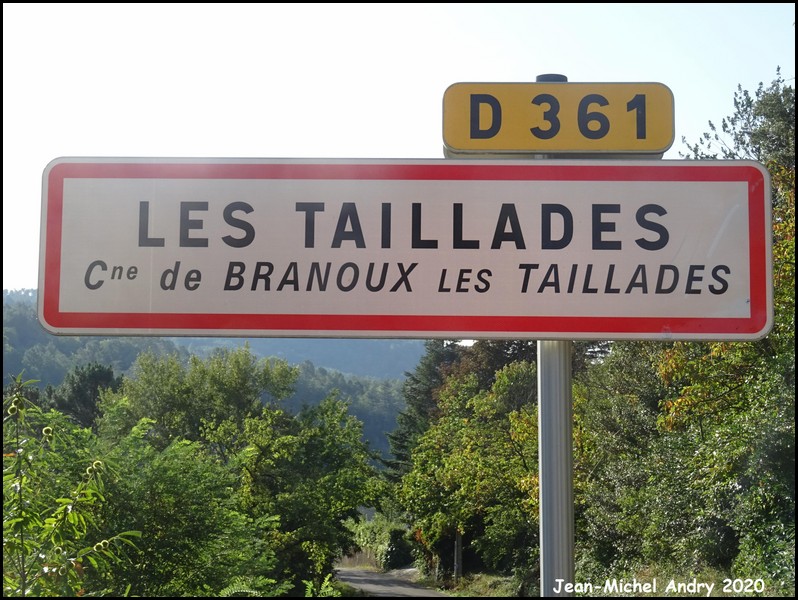 D 361
LES TAILLADES
Cne de BRANOUX LES TAILLADES
Jean-Michel Andry 2020